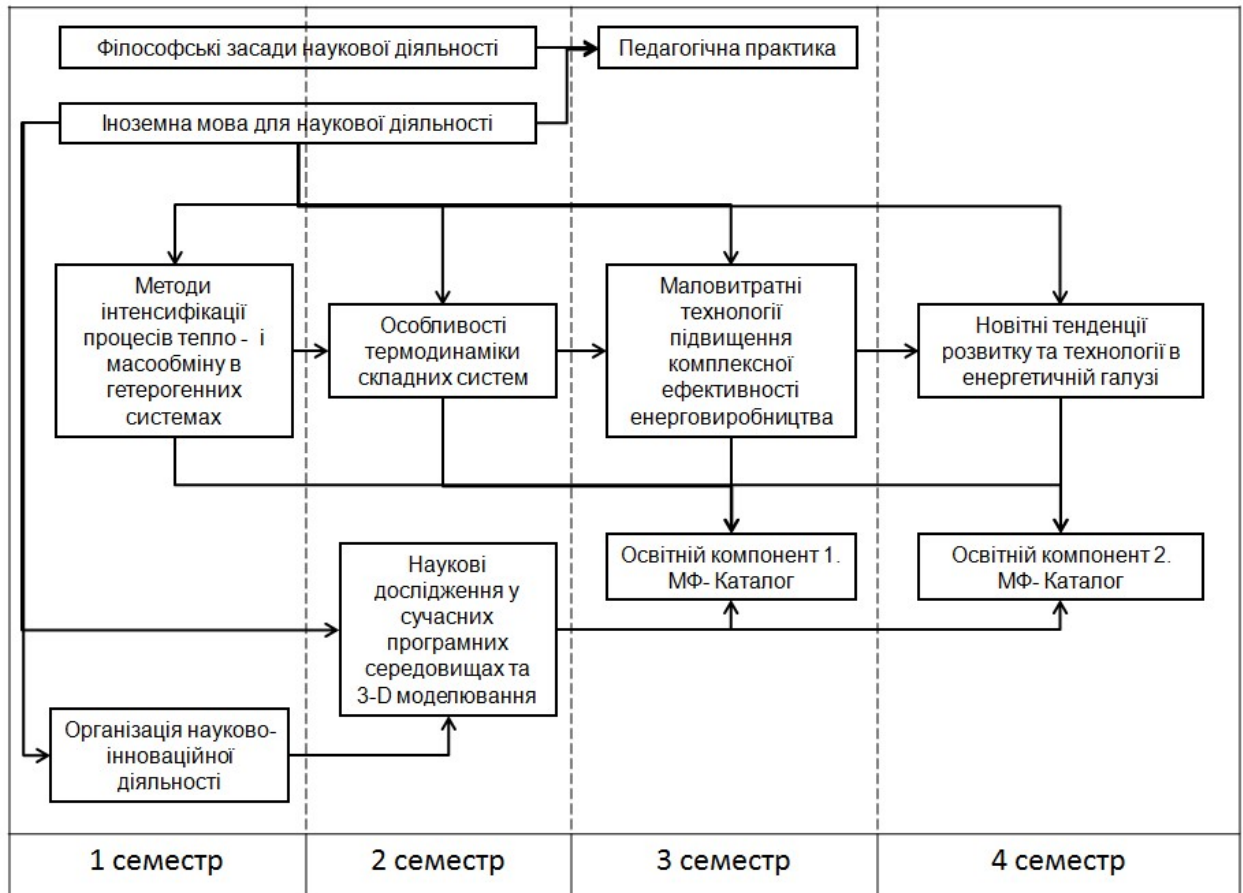 Філософські засади наукової діяльності
Педагогічна практика
Іноземна мова для наукової діяльності
Методи
інтенсифікації
процесів тепло - і
масообміну в
гетерогенних
системах
Особливості
термодинаміки
складних систем
Маловитратні
технології
підвищення
комплексної
ефективності
енерговиробництва
Новітні тенденції
розвитку та технології в
енергетичній галузі
Наукові
дослідження у
сучасних
програмних
середовищах та
3-D моделювання
Освітній компонент 1.
МФ- Каталог
Освітній компонент 2.
МФ- Каталог
Організація науково-
інноваційної
діяльності
1 семестр
2 семестр
3 семестр
4 семестр